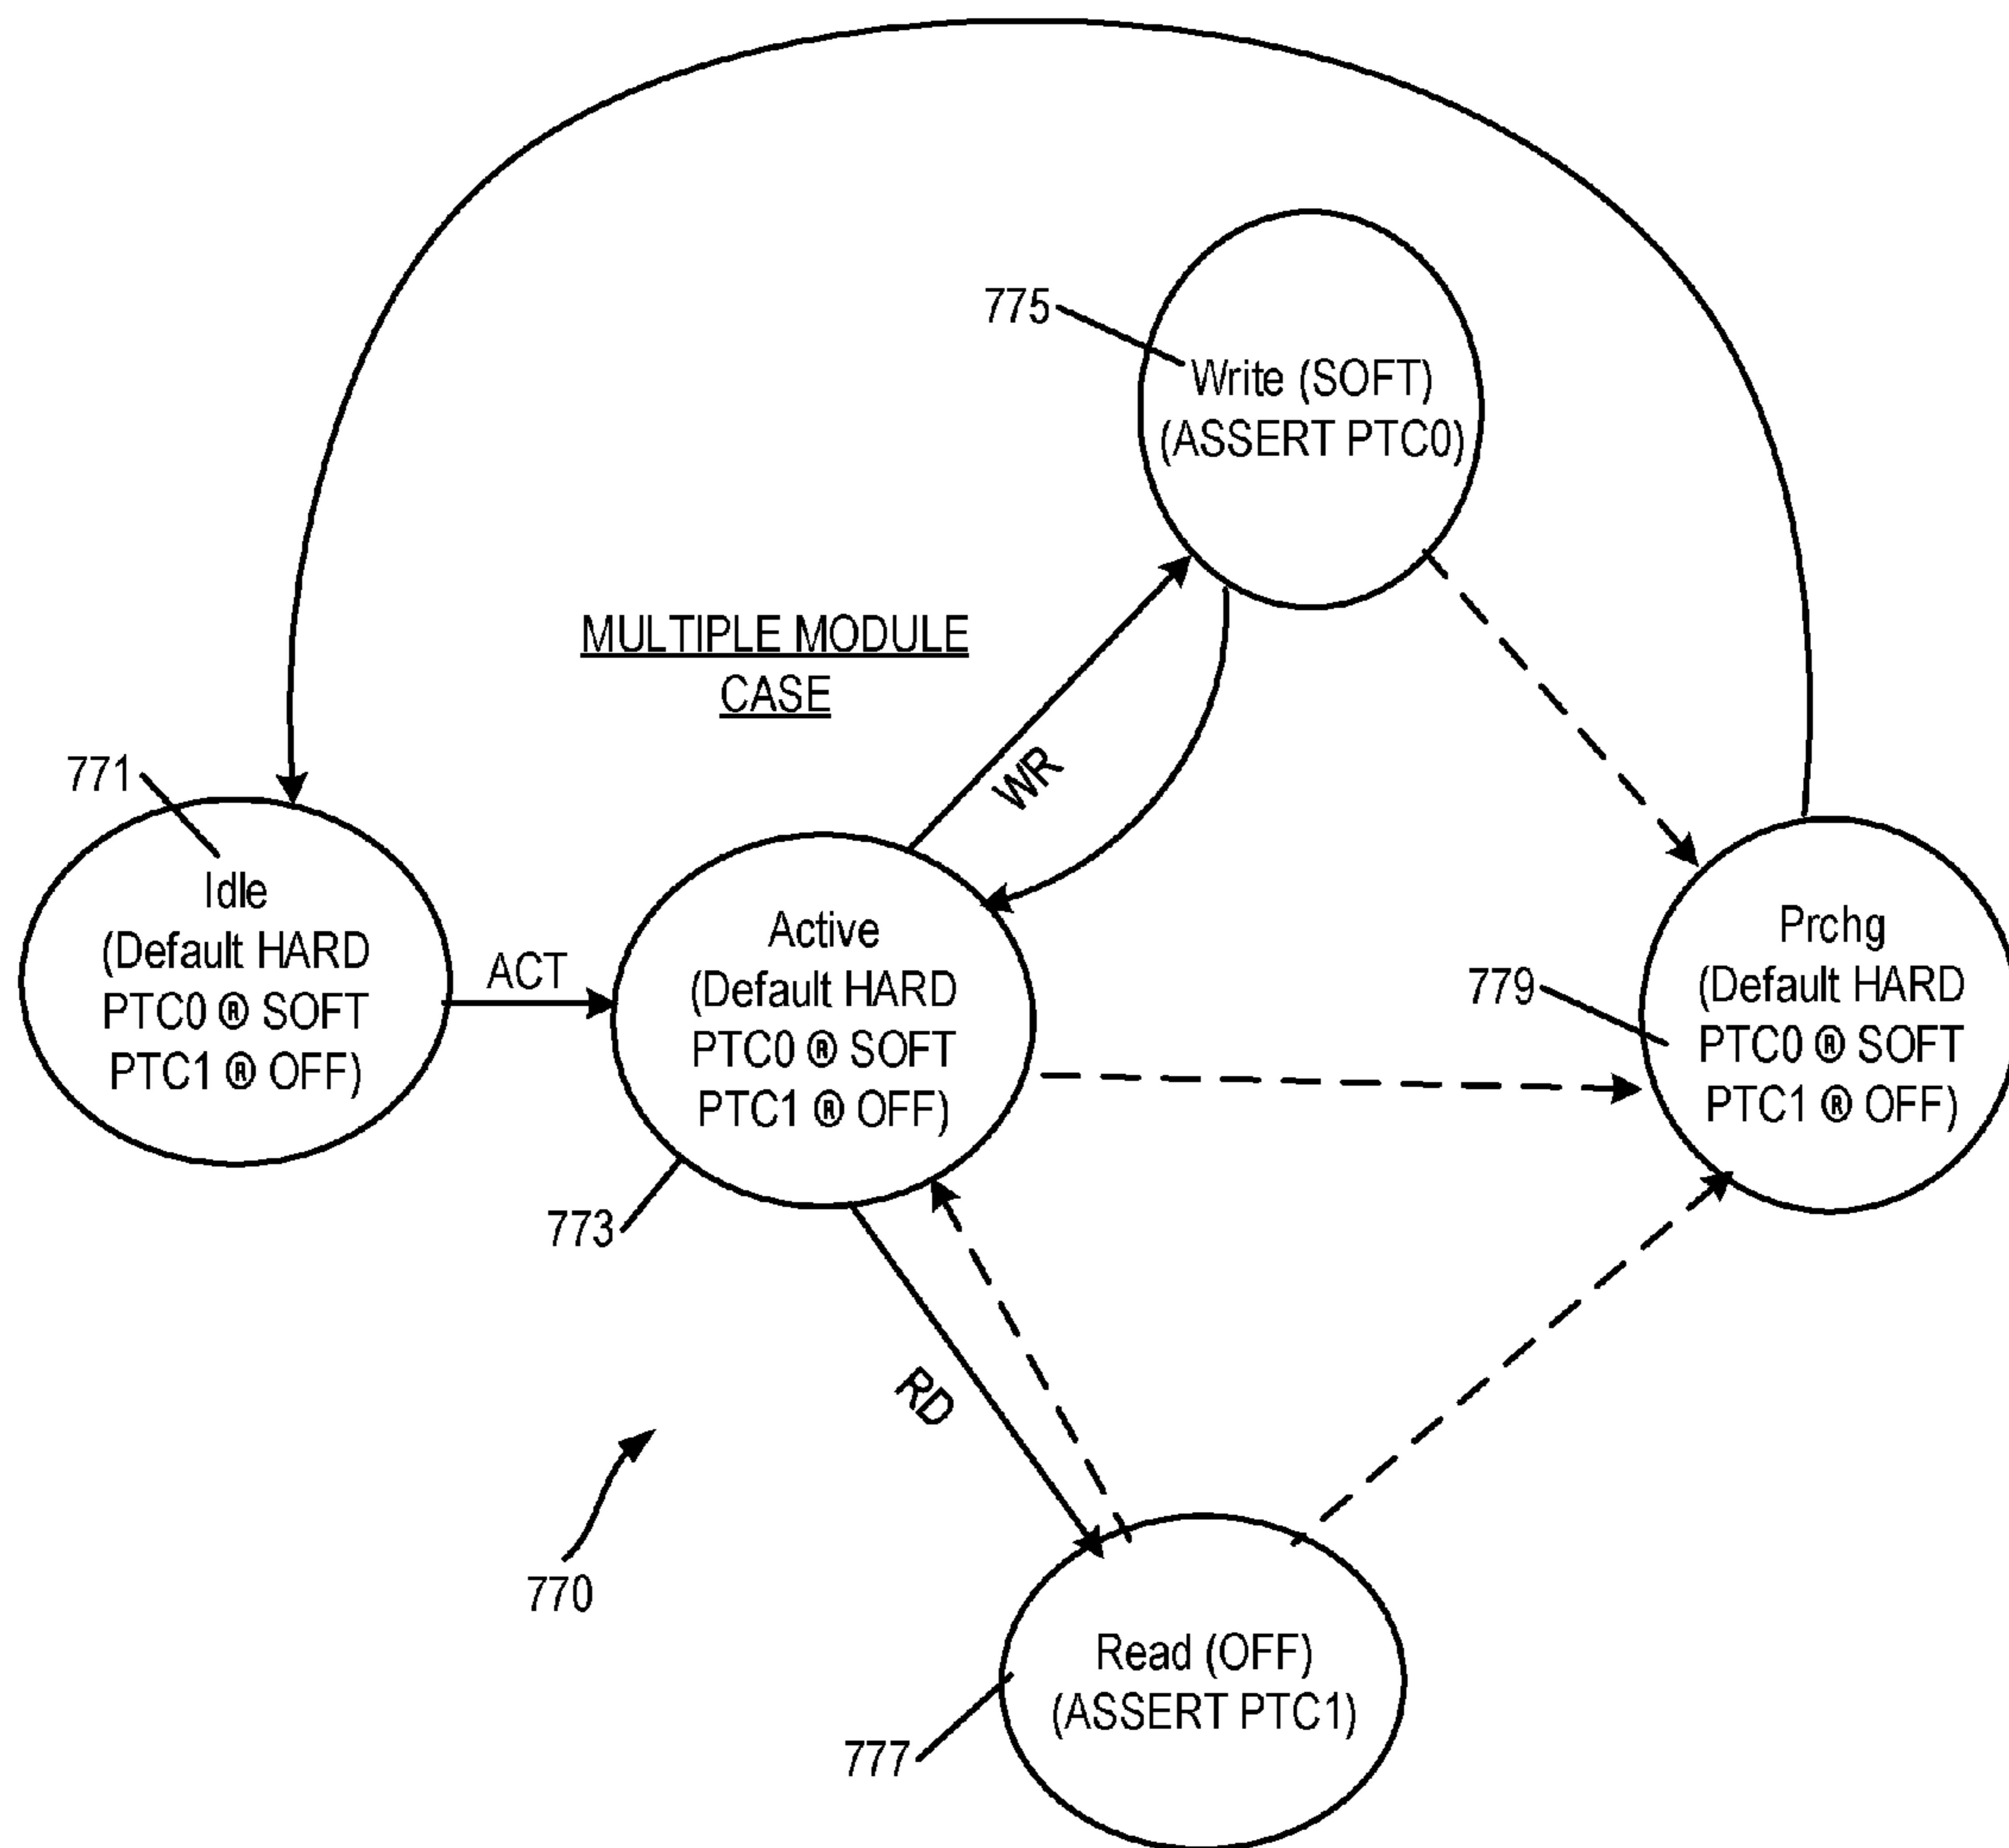 775
Write (SOFT)
(ASSERT PTC0)
MULTIPLE MODULE
CASE
WR
771
Idle
(Default HARD
PTC0 ® SOFT
PTC1 ® OFF)
ACT
Active
(Default HARD
PTC0 ® SOFT
PTC1 ® OFF)
773
779
Prchg
(Default HARD
PTC0 ® SOFT
PTC1 ® OFF)
RD
770
Read (OFF)
(ASSERT PTC1)
777